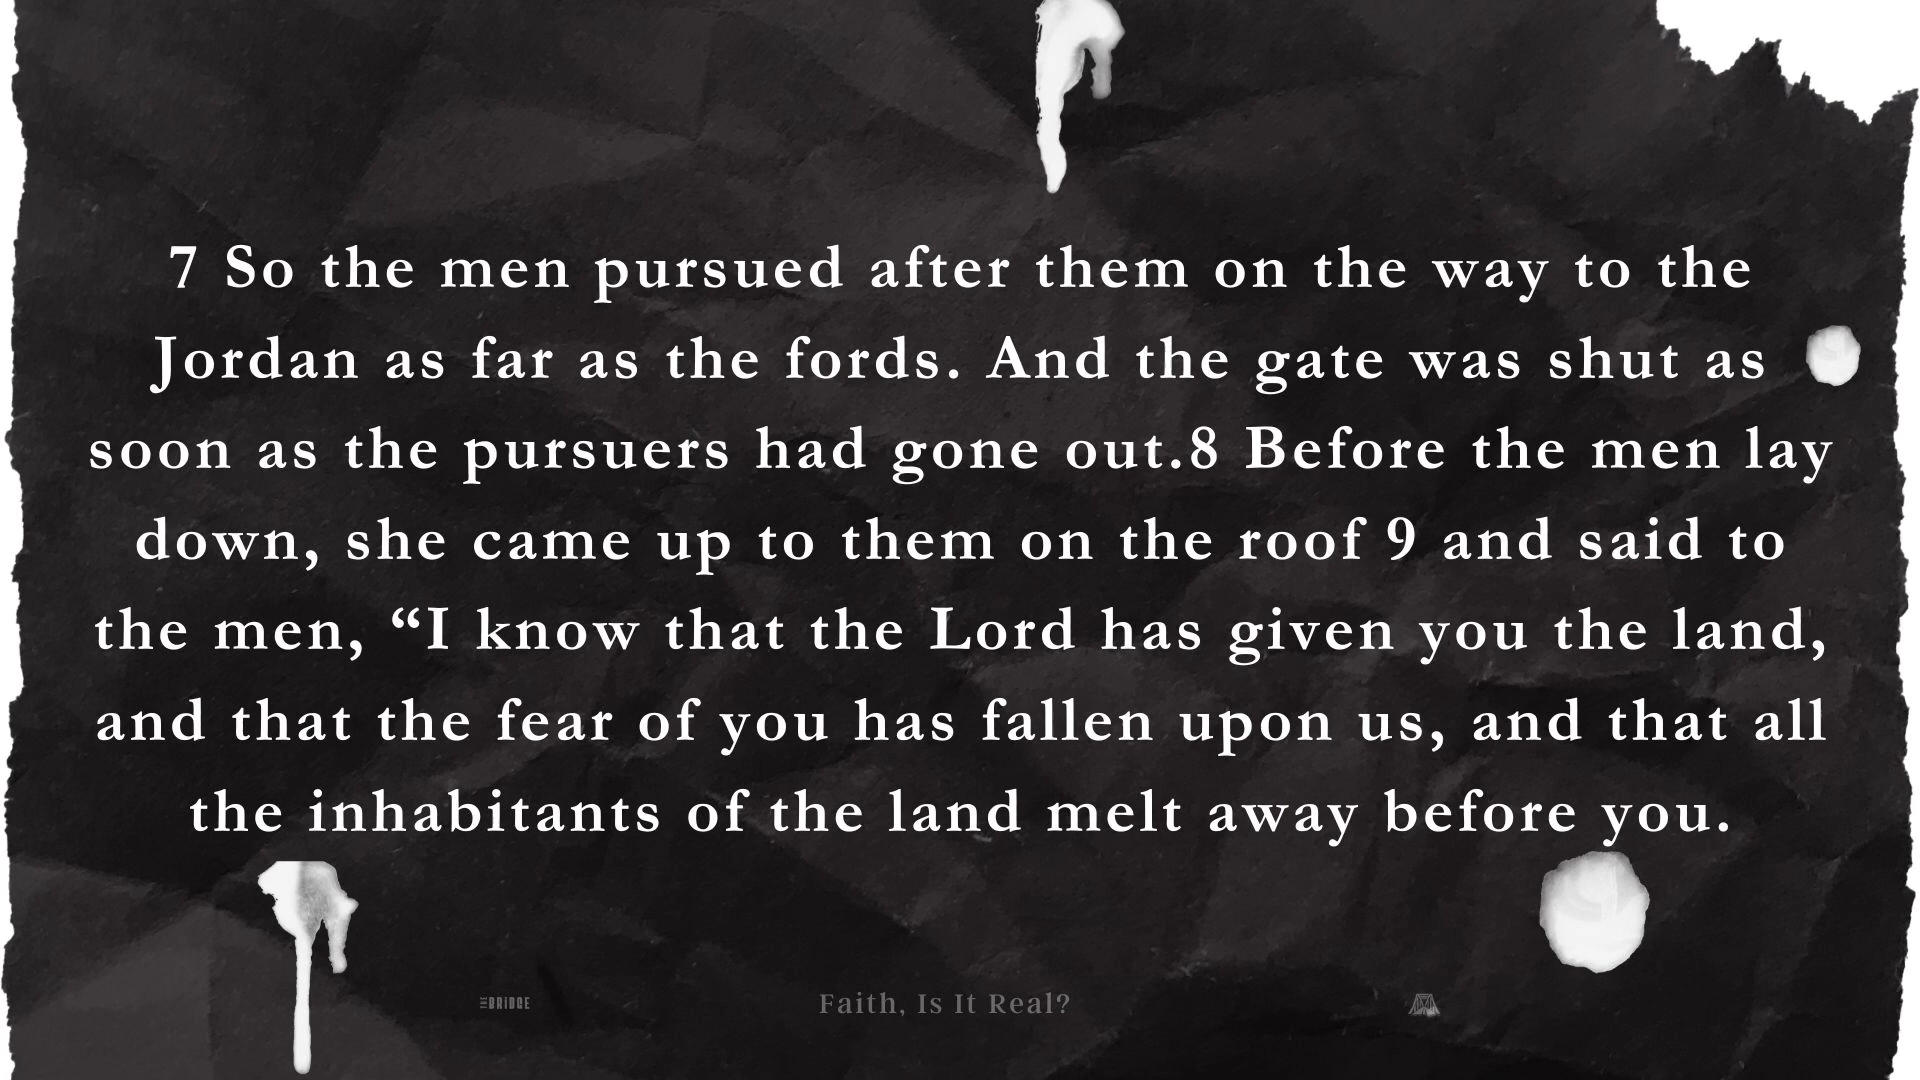 7 So the men pursued after them on the way to the
Jordan as far as the fords. And the gate was shut as
soon as the pursuers had gone out.8 Before the men lay
down, she came up to them on the roof 9 and said to
the men, “I know that the Lord has given you the land,
and that the fear of you has fallen upon us, and that all
the inhabitants of the land melt away before you.
THE BRIDGE
Faith, Is It Real?